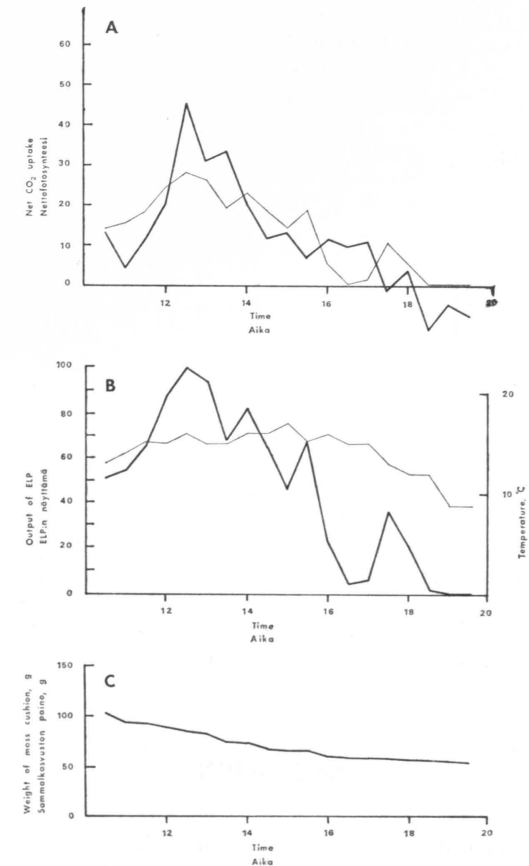 A
60
50
40
30
20
10
0
Net CO₂ uptake
Nettofotosynteesi
12 14 16 18 20
Time
Aika
B
100
80
60
40
20
0
Output of ELP
ELP:n näyttämä
20
10
Temperature, °C
12 14 16 18 20
Time
Aika
C
150
100
50
0
Weight of moss cushion, g
Sammalkasvuston paino, g
12 14 16 18 20
Time
Aika